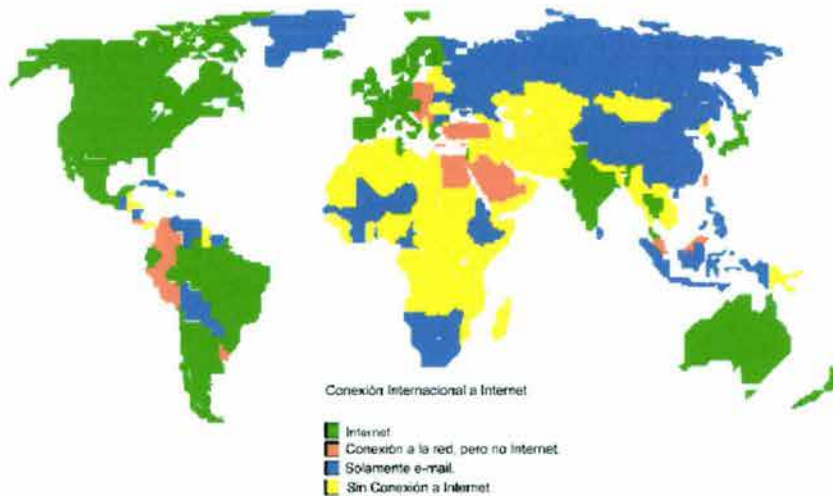 Conexión Internacional a Internet
Internet.
Conexión a la red, pero no Internet.
Solamente e-mail.
Sin Conexión a Internet